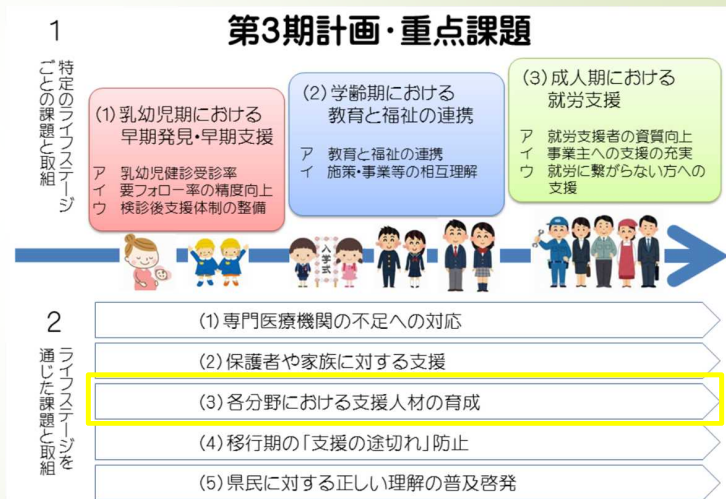 第3期計画・重点課題
1
特定のライフステージ
ごとの課題と取組
(1)乳幼児期における
早期発見・早期支援
ア 乳幼児健診受診率
イ 要フォロー率の精度向上
ウ 検診後支援体制の整備
(2)学齢期における
教育と福祉の連携
ア 教育と福祉の連携
イ 施策・事業等の相互理解
(3)成人期における
就労支援
ア 就労支援者の資質向上
イ 事業主への支援の充実
ウ 就労に繋がらない方への
支援
入学式
2
ライフステージを
通じた課題と取組
(1)専門医療機関の不足への対応
(2)保護者や家族に対する支援
(3)各分野における支援人材の育成
(4)移行期の「支援の途切れ」防止
(5)県民に対する正しい理解の普及啓発